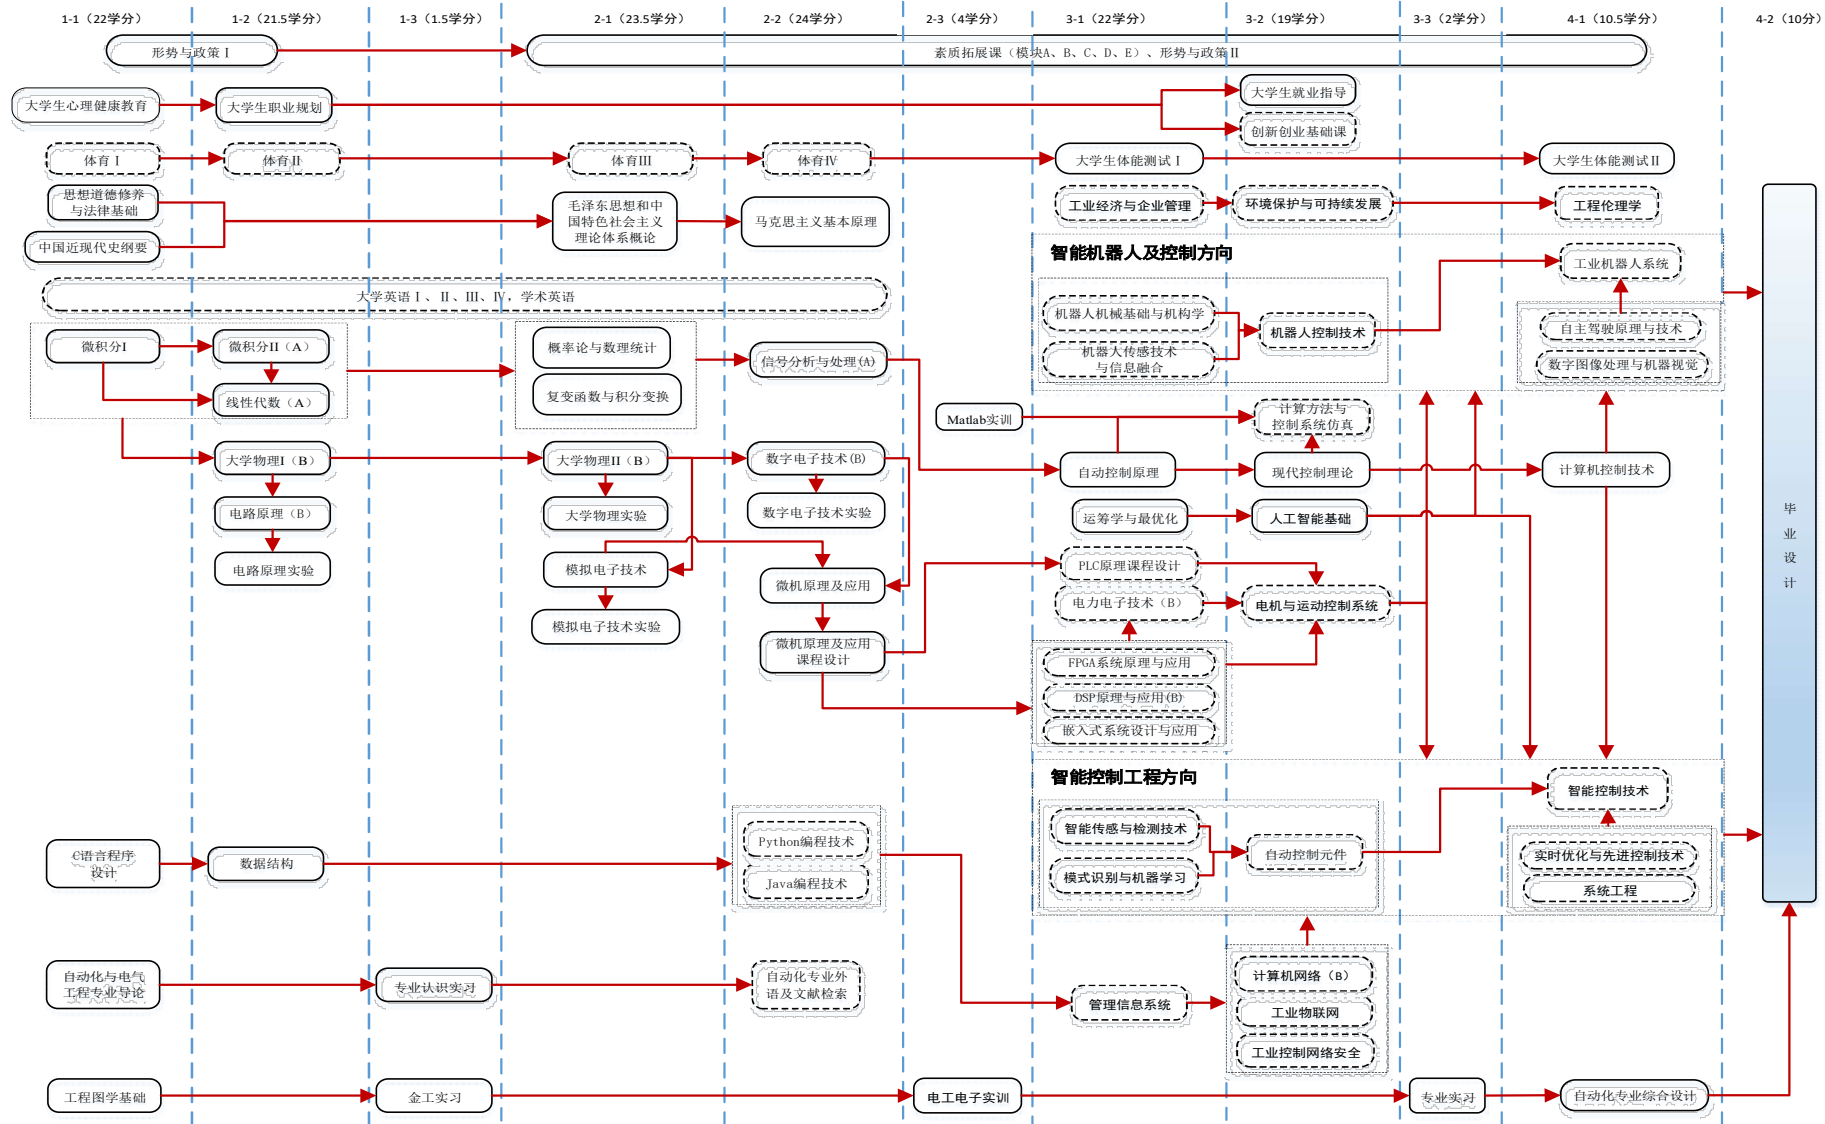 1-1（22学分）
1-2（21.5学分）
1-3（1.5学分）
2-1（23.5学分）
2-2（24学分）
2-3（4学分）
3-1（22学分）
3-2（19学分）
3-3（2学分）
4-1（10.5学分）
4-2（10分）
形势与政策Ⅰ
素质拓展课（模块A、B、C、D、E）、形势与政策Ⅱ
大学生心理健康教育
大学生职业规划
大学生就业指导
创新创业基础课
体育Ⅰ
体育Ⅱ
体育Ⅲ
体育Ⅳ
大学生体能测试Ⅰ
大学生体能测试Ⅱ
思想道德修养
与法律基础
中国近现代史纲要
毛泽东思想和中
国特色社会主义
理论体系概论
马克思主义基本原理
工业经济与企业管理
环境保护与可持续发展
工程伦理学
大学英语Ⅰ、Ⅱ、Ⅲ、Ⅳ，学术英语
智能机器人及控制方向
机器人机械基础与机构学
机器人传感技术
与信息融合
机器人控制技术
工业机器人系统
自主驾驶原理与技术
数字图像处理与机器视觉
微积分I
微积分II（A）
线性代数（A）
概率论与数理统计
复变函数与积分变换
信号分析与处理(A)
Matlab实训
计算方法与
控制系统仿真
大学物理I（B）
大学物理II（B）
数字电子技术(B)
自动控制原理
现代控制理论
计算机控制技术
电路原理（B）
大学物理实验
数字电子技术实验
运筹学与最优化
人工智能基础
电路原理实验
模拟电子技术
微机原理及应用
PLC原理课程设计
电力电子技术（B）
电机与运动控制系统
模拟电子技术实验
微机原理及应用
课程设计
FPGA系统原理与应用
DSP原理与应用(B)
嵌入式系统设计与应用
毕
业
设
计
智能控制工程方向
智能传感与检测技术
模式识别与机器学习
自动控制元件
智能控制技术
实时优化与先进控制技术
系统工程
C语言程序
设计
数据结构
Python编程技术
Java编程技术
自动化与电气
工程专业导论
专业认识实习
自动化专业外
语及文献检索
管理信息系统
计算机网络（B）
工业物联网
工业控制网络安全
工程图学基础
金工实习
电工电子实训
专业实习
自动化专业综合设计